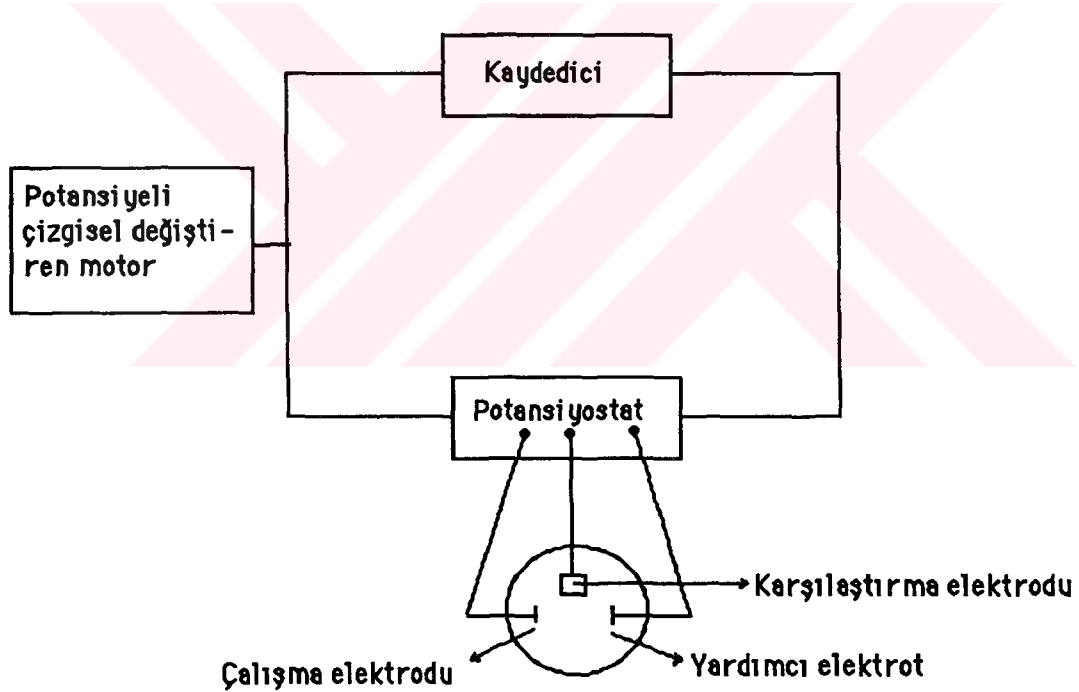 Kaydedici
Potansiyeli
çizgisel değişti-
ren motor
Potansiyostat
Karşılaştırma elektrodu
Çalışma elektrodu
Yardımcı elektrot